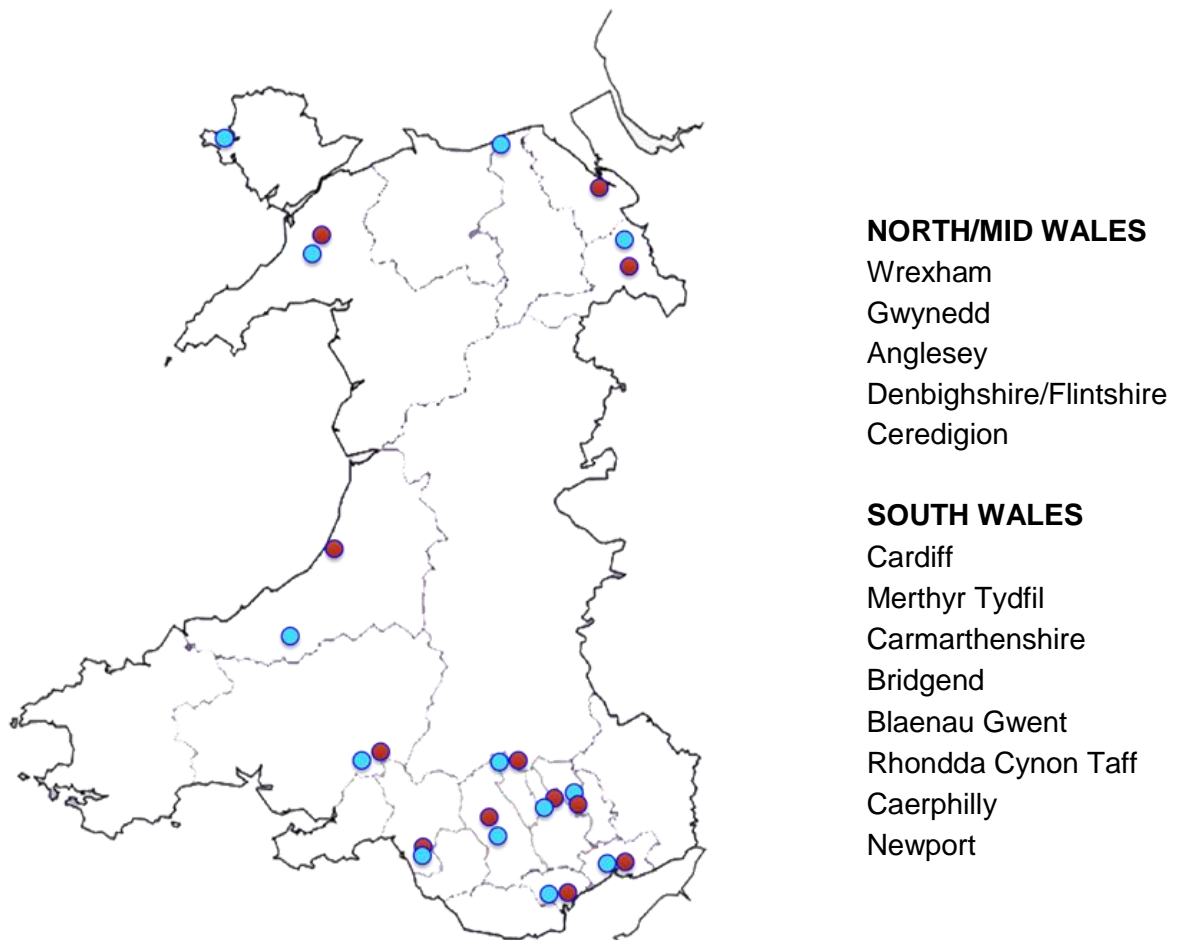 NORTH/MID WALES
Wrexham
Gwynedd
Anglesey
Denbighshire/Flintshire
Ceredigion
SOUTH WALES
Cardiff
Merthyr Tydfil
Carmarthenshire
Bridgend
Blaenau Gwent
Rhondda Cynon Taff
Caerphilly
Newport